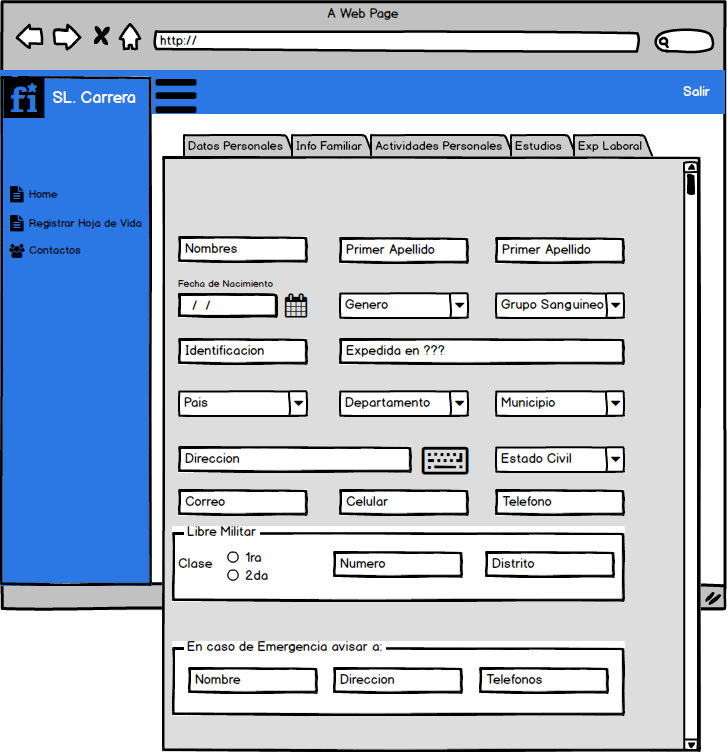 A Web Page
http://
fi
SL. Carrera
Salir
Home
Registrar Hoja de Vida
Contactos
Datos Personales
Info Familiar
Actividades Personales
Estudios
Exp Laboral
Nombres
Primer Apellido
Primer Apellido
Fecha de Nacimiento
/ /
Genero
Grupo Sanguineo
Identificacion
Expedida en ???
Pais
Departamento
Municipio
Direccion
Estado Civil
Correo
Celular
Telefono
Libre Militar
Clase
1ra
2da
Numero
Distrito
En caso de Emergencia avisar a:
Nombre
Direccion
Telefonos